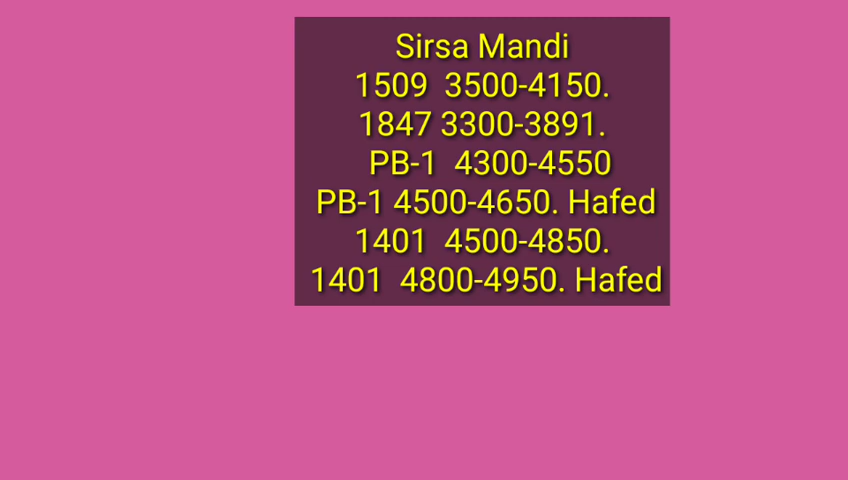 Sirsa Mandi
1509 3500-4150.
1847 3300-3891.
PB-1 4300-4550
PB-1 4500-4650. Hafed
1401 4500-4850.
1401 4800-4950. Hafed